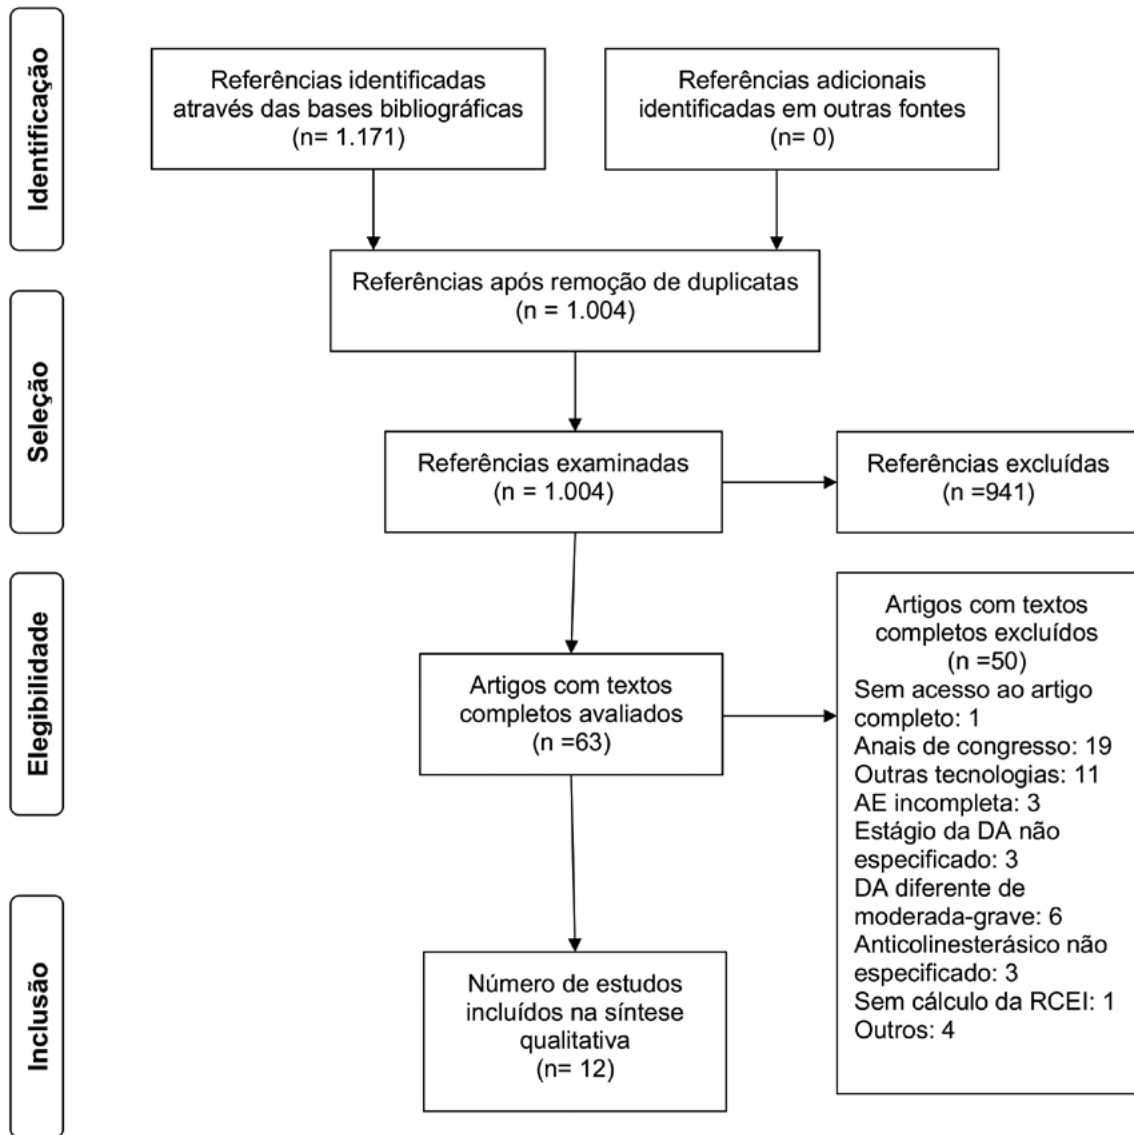 Identificação
Referências identificadas
através das bases bibliográficas
(n= 1.171)
Referências adicionais
identificadas em outras fontes
(n= 0)
Referências após remoção de duplicatas
(n = 1.004)
Seleção
Referências examinadas
(n = 1.004)
Referências excluídas
(n =941)
Elegibilidade
Artigos com textos
completos avaliados
(n =63)
Artigos com textos
completos excluídos
(n =50)
Sem acesso ao artigo
completo: 1
Anais de congresso: 19
Outras tecnologias: 11
AE incompleta: 3
Estágio da DA não
especificado: 3
DA diferente de
moderada-grave: 6
Anticolinesterásico não
especificado: 3
Sem cálculo da RCEI: 1
Outros: 4
Inclusão
Número de estudos
incluídos na síntese
qualitativa
(n= 12)